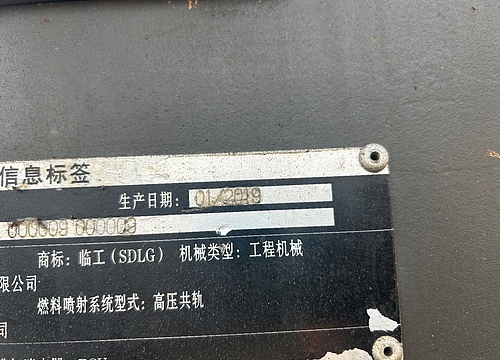 信息标签
生产日期: 01/2019
000009 000009
商标: 临工(SDLG) 机械类型: 工程机械
限公司
燃料喷射系统型式: 高压共轨
司